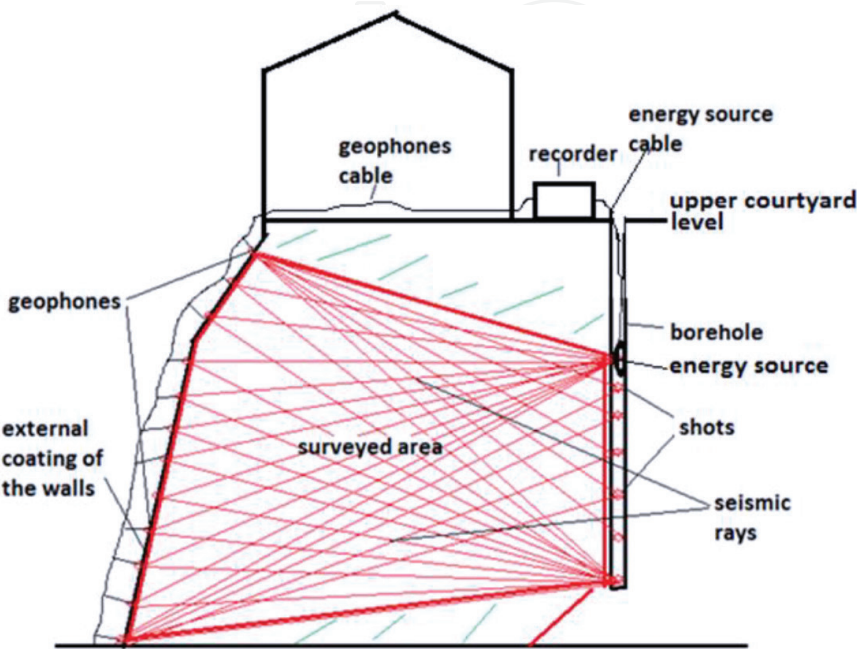 energy source
cable
geophones
cable
recorder
upper courtyard
level
geophones
borehole
energy source
external
coating of
the walls
shots
surveyed area
seismic
rays